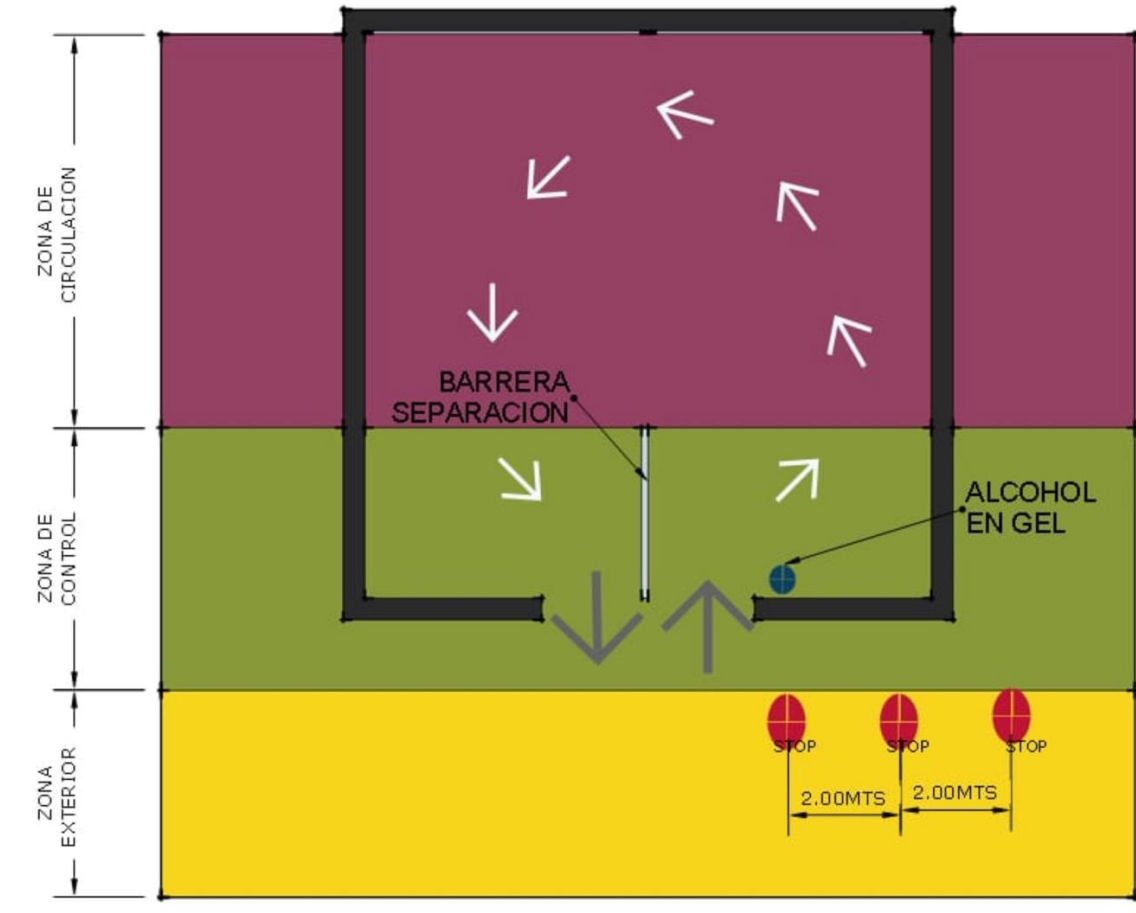 ZONA DE
CIRCULACION
BARRERA
SEPARACION
ZONA DE
CONTROL
ALCOHOL
EN GEL
ZONA
EXTERIOR
STOP
STOP
STOP
2.00MTS
2.00MTS